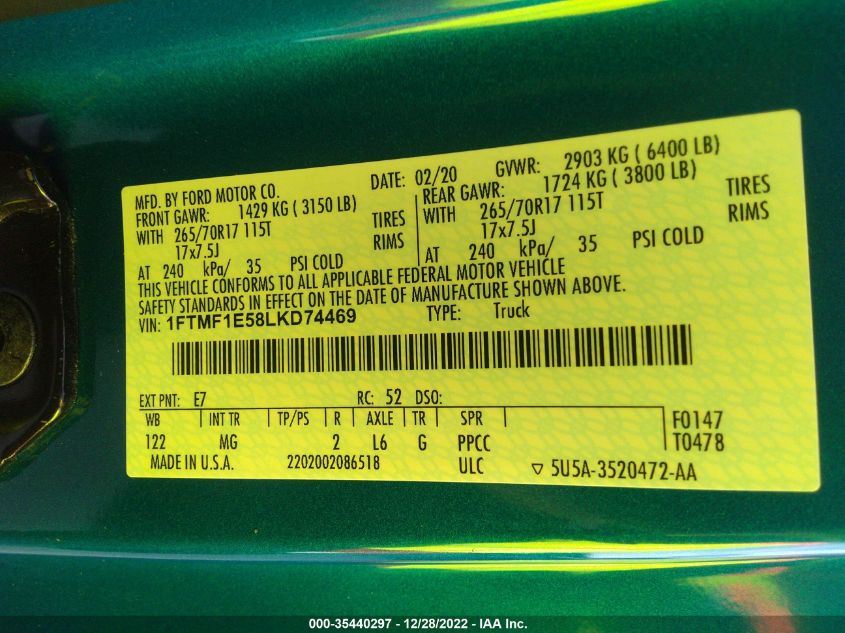 MFD. BY FORD MOTOR CO. DATE: 02/20 GVWR: 2903 KG ( 6400 LB)
FRONT GAWR: 1429 KG ( 3150 LB) REAR GAWR: 1724 KG ( 3800 LB)
WITH 265/70R17 115T TIRES WITH 265/70R17 115T TIRES
17x7.5J RIMS 17x7.5J RIMS
AT 240 kPa/ 35 PSI COLD AT 240 kPa/ 35 PSI COLD
THIS VEHICLE CONFORMS TO ALL APPLICABLE FEDERAL MOTOR VEHICLE
SAFETY STANDARDS IN EFFECT ON THE DATE OF MANUFACTURE SHOWN ABOVE.
VIN: 1FTMF1E58LKD74469 TYPE: Truck
EXT PNT: E7 RC: 52 DSO:
WB INT TR TP/PS R AXLE TR SPR F0147
122 MG 2 L6 G PPCC T0478
MADE IN U.S.A. 2202002086518 ULC ▽ 5U5A-3520472-AA
000-35440297 - 12/28/2022 - IAA Inc.